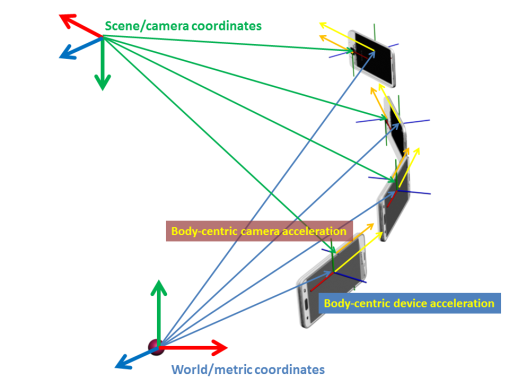 Scene/camera coordinates
Body-centric camera acceleration
Body-centric device acceleration
World/metric coordinates